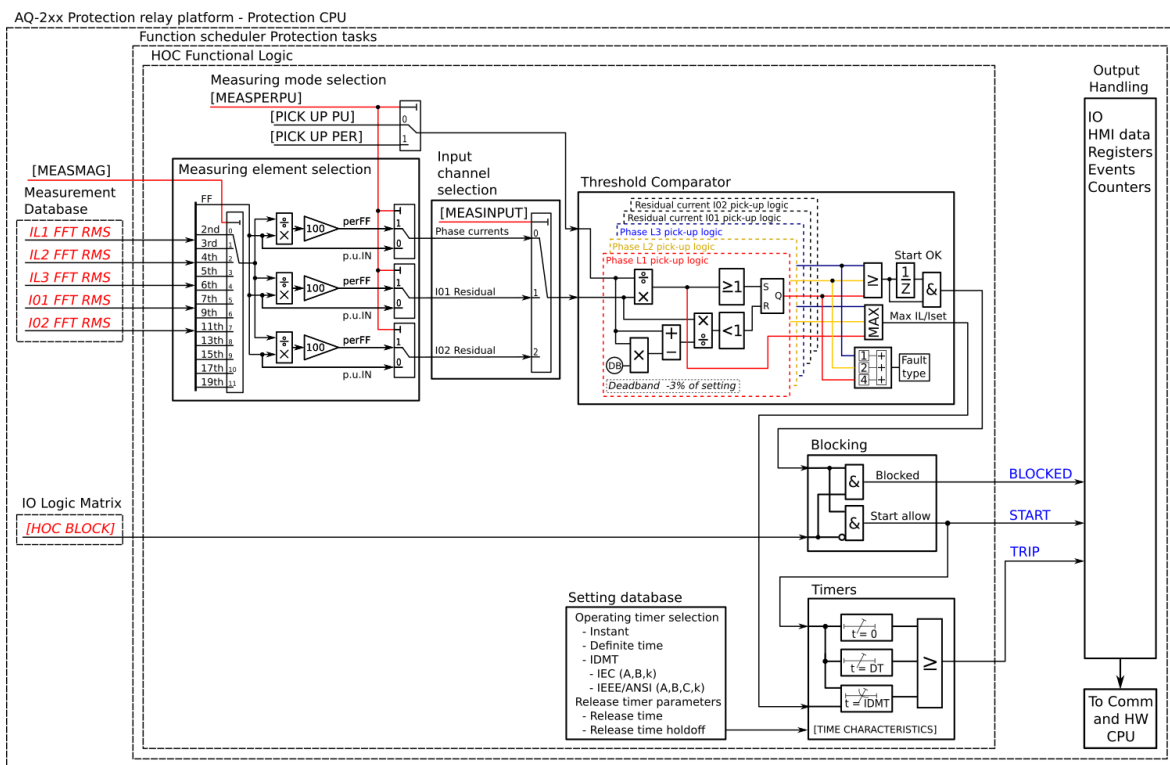 AQ-2xx Protection relay platform - Protection CPU
Function scheduler Protection tasks
HOC Functional Logic
Measuring mode selection
[MEASPERPU]
[PICK UP PU]
[PICK UP PER]
0
1
Output
Handling
IO
HMI data
Registers
Events
Counters
To Comm
and HW
CPU
[MEASMAG]
Measurement
Database
IL1 FFT RMS
IL2 FFT RMS
IL3 FFT RMS
I01 FFT RMS
I02 FFT RMS
Measuring element selection
FF
2nd
3rd
4th
5th
6th
7th
9th
11th
13th
15th
17th
19th
0
1
2
3
4
5
6
7
8
9
10
11
÷
×
100
perFF
p.u.IN
1
0
÷
×
100
perFF
p.u.IN
1
0
÷
×
100
perFF
p.u.IN
1
0
Input
channel
selection
[MEASINPUT]
Phase currents
0
I01 Residual
1
I02 Residual
2
Threshold Comparator
Residual current I02 pick-up logic
Residual current I01 pick-up logic
Phase L3 pick-up logic
Phase L2 pick-up logic
Phase L1 pick-up logic
÷
×
≥1
S
Q
R
+
−
×
÷
<1
DB
×
Deadband -3% of setting
≥
Start OK
1
Z
&
MAX
Max IL/Iset
1 +
2 +
4 +
Fault
type
Blocking
&
Blocked
&
Start allow
BLOCKED
START
TRIP
IO Logic Matrix
[HOC BLOCK]
Setting database
Operating timer selection
- Instant
- Definite time
- IDMT
- IEC (A,B,k)
- IEEE/ANSI (A,B,C,k)
Release timer parameters
- Release time
- Release time holdoff
Timers
t = 0
t = DT
t = IDMT
≥
[TIME CHARACTERISTICS]